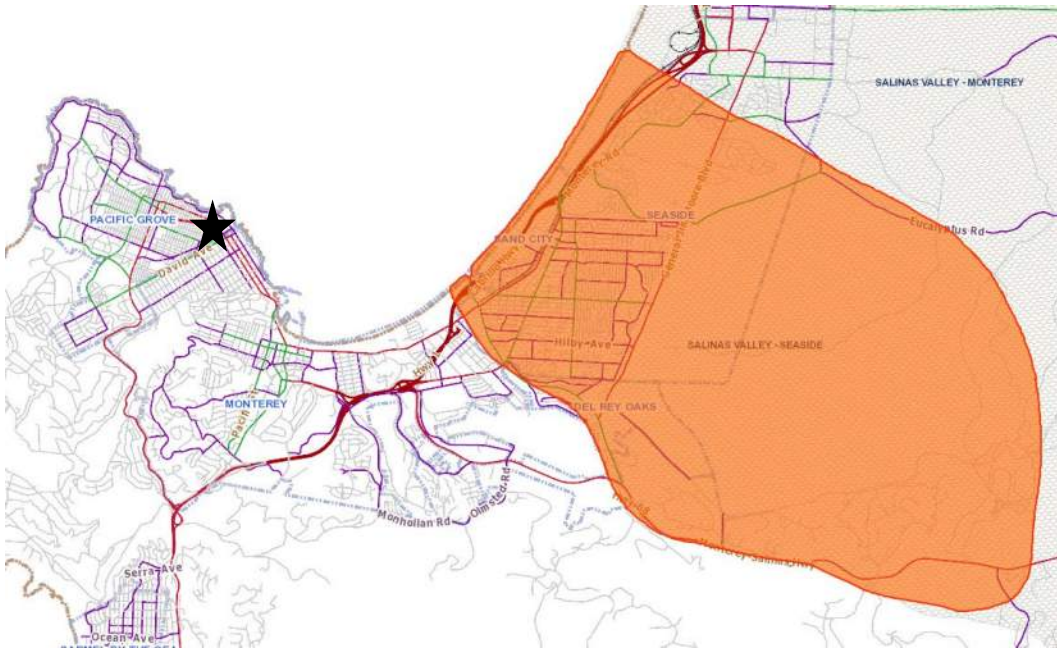 SALINAS VALLEY - MONTEREY
PACIFIC GROVE
SEASIDE
Eucalyptus Rd
SAND CITY
David Ave
Hilby-Ave
SALINAS VALLEY - SEASIDE
MONTEREY
DEL REY OAKS
Olmsted Rd
Monhollan Rd
Hwy-68
Monterey-Salinas Hwy
Serra-Ave
Ocean-Ave